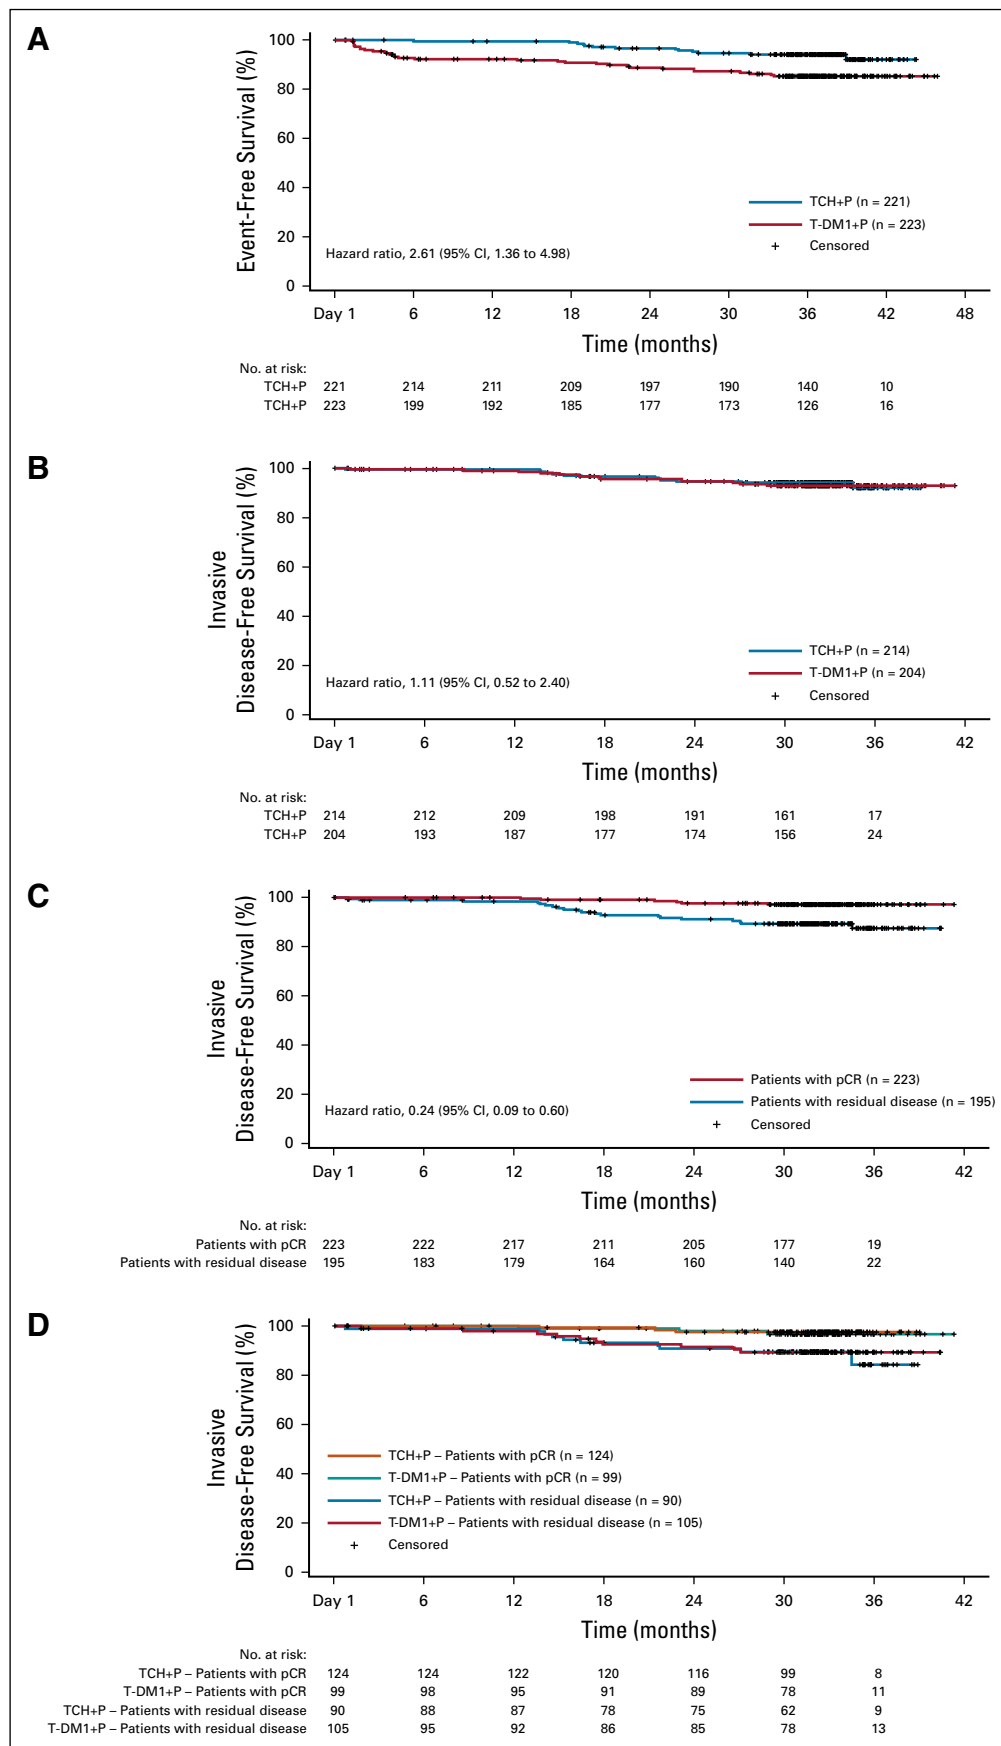 A
Event-Free Survival (%)
100
80
60
40
20
0
TCH+P (n = 221)
T-DM1+P (n = 223)
+ Censored
Hazard ratio, 2.61 (95% CI, 1.36 to 4.98)
Day 1 6 12 18 24 30 36 42 48
Time (months)
No. at risk:
TCH+P 221 214 211 209 197 190 140 10
TCH+P 223 199 192 185 177 173 126 16
B
Invasive
Disease-Free Survival (%)
100
80
60
40
20
0
TCH+P (n = 214)
T-DM1+P (n = 204)
+ Censored
Hazard ratio, 1.11 (95% CI, 0.52 to 2.40)
Day 1 6 12 18 24 30 36 42
Time (months)
No. at risk:
TCH+P 214 212 209 198 191 161 17
TCH+P 204 193 187 177 174 156 24
C
Invasive
Disease-Free Survival (%)
100
80
60
40
20
0
Patients with pCR (n = 223)
Patients with residual disease (n = 195)
+ Censored
Hazard ratio, 0.24 (95% CI, 0.09 to 0.60)
Day 1 6 12 18 24 30 36 42
Time (months)
No. at risk:
Patients with pCR 223 222 217 211 205 177 19
Patients with residual disease 195 183 179 164 160 140 22
D
Invasive
Disease-Free Survival (%)
100
80
60
40
20
0
TCH+P – Patients with pCR (n = 124)
T-DM1+P – Patients with pCR (n = 99)
TCH+P – Patients with residual disease (n = 90)
T-DM1+P – Patients with residual disease (n = 105)
+ Censored
Day 1 6 12 18 24 30 36 42
Time (months)
No. at risk:
TCH+P – Patients with pCR 124 124 122 120 116 99 8
T-DM1+P – Patients with pCR 99 98 95 91 89 78 11
TCH+P – Patients with residual disease 90 88 87 78 75 62 9
T-DM1+P – Patients with residual disease 105 95 92 86 85 78 13